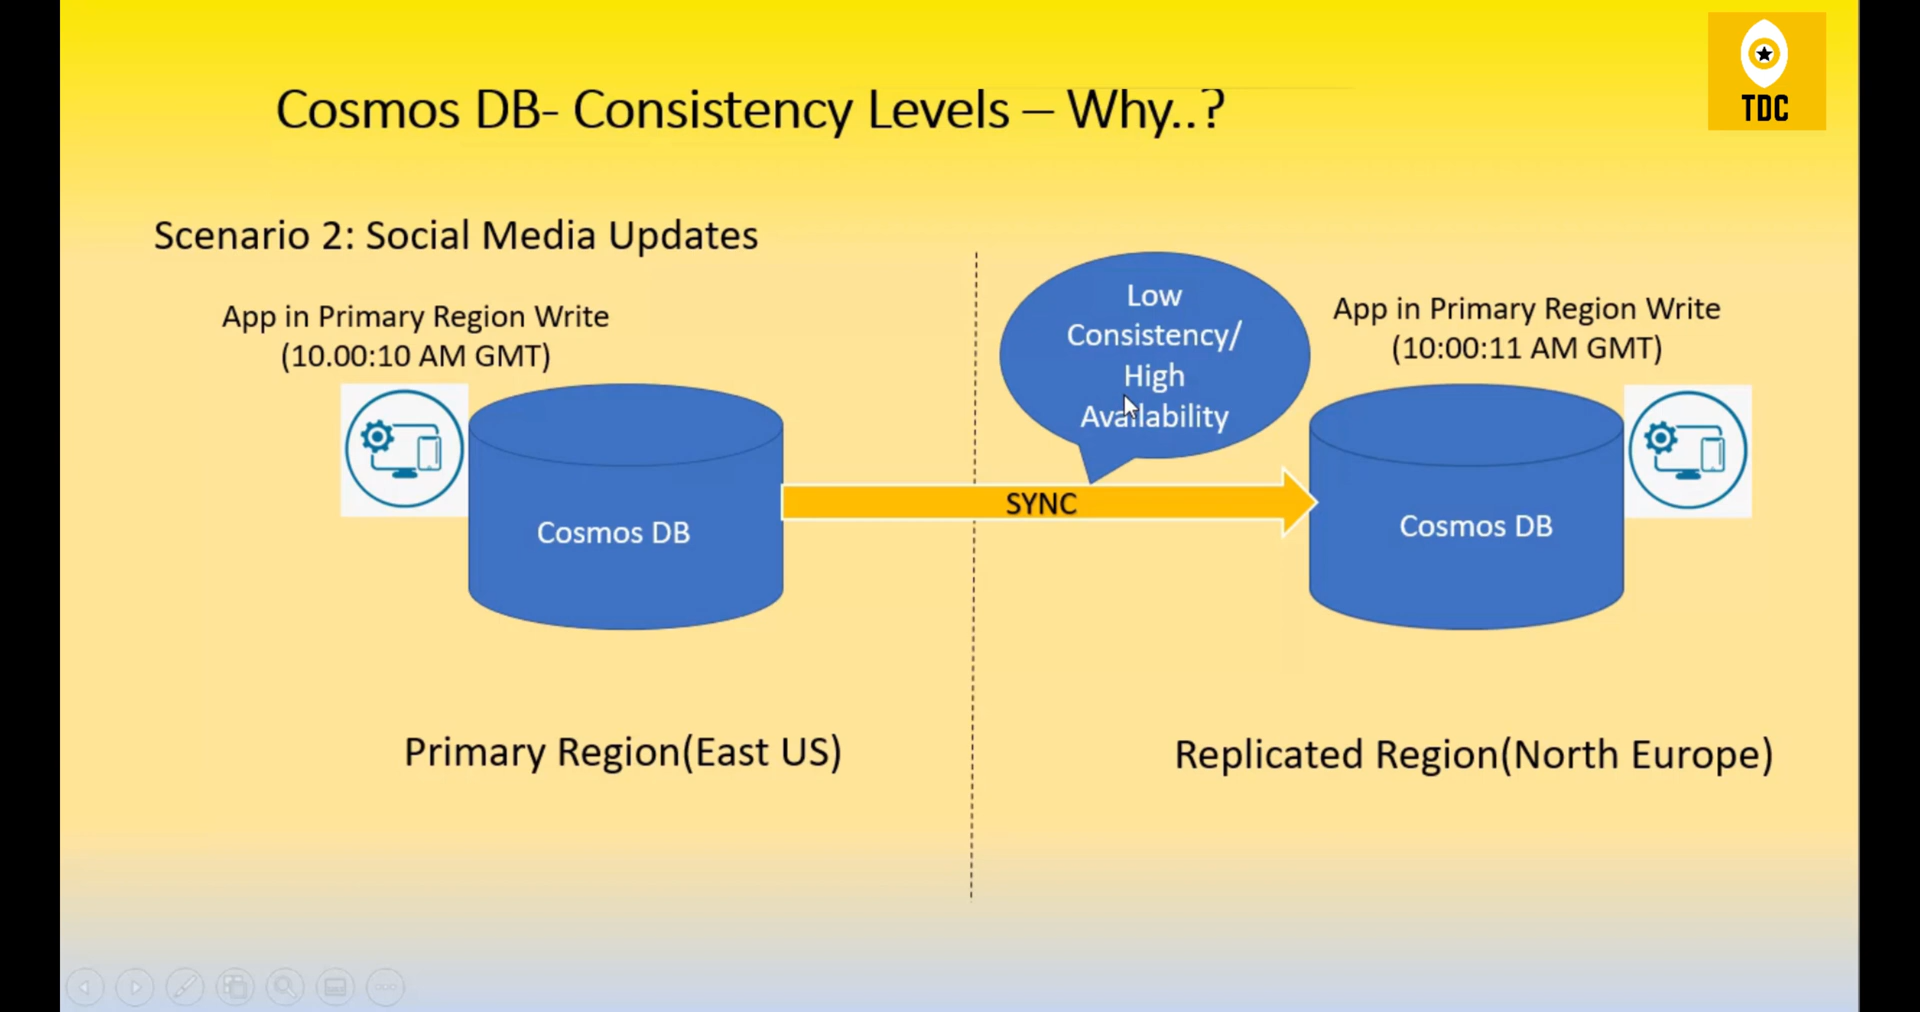 TDC
Cosmos DB- Consistency Levels – Why..?
Scenario 2: Social Media Updates
App in Primary Region Write
(10.00:10 AM GMT)
Low
Consistency/
High
Availability
App in Primary Region Write
(10:00:11 AM GMT)
Cosmos DB
SYNC
Cosmos DB
Primary Region(East US)
Replicated Region(North Europe)